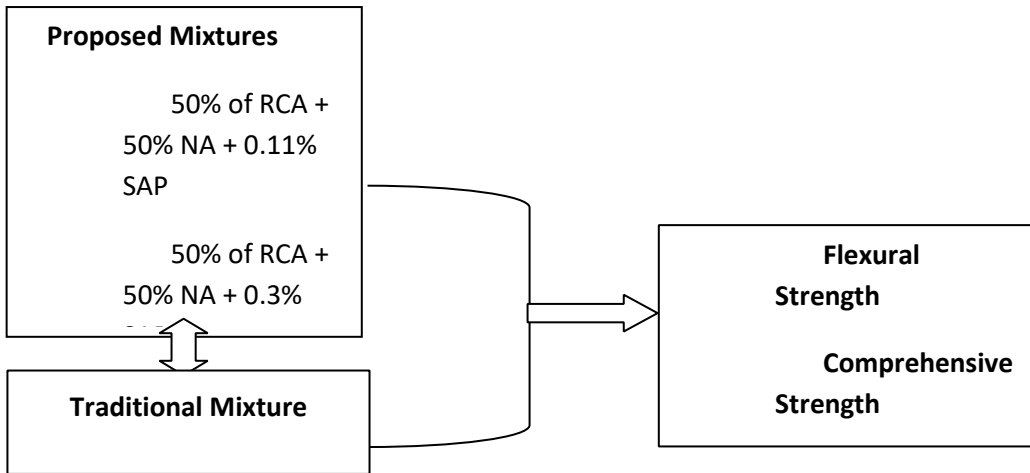 Proposed Mixtures
50% of RCA +
50% NA + 0.11%
SAP
50% of RCA +
50% NA + 0.3%
Traditional Mixture
Flexural
Strength
Comprehensive
Strength